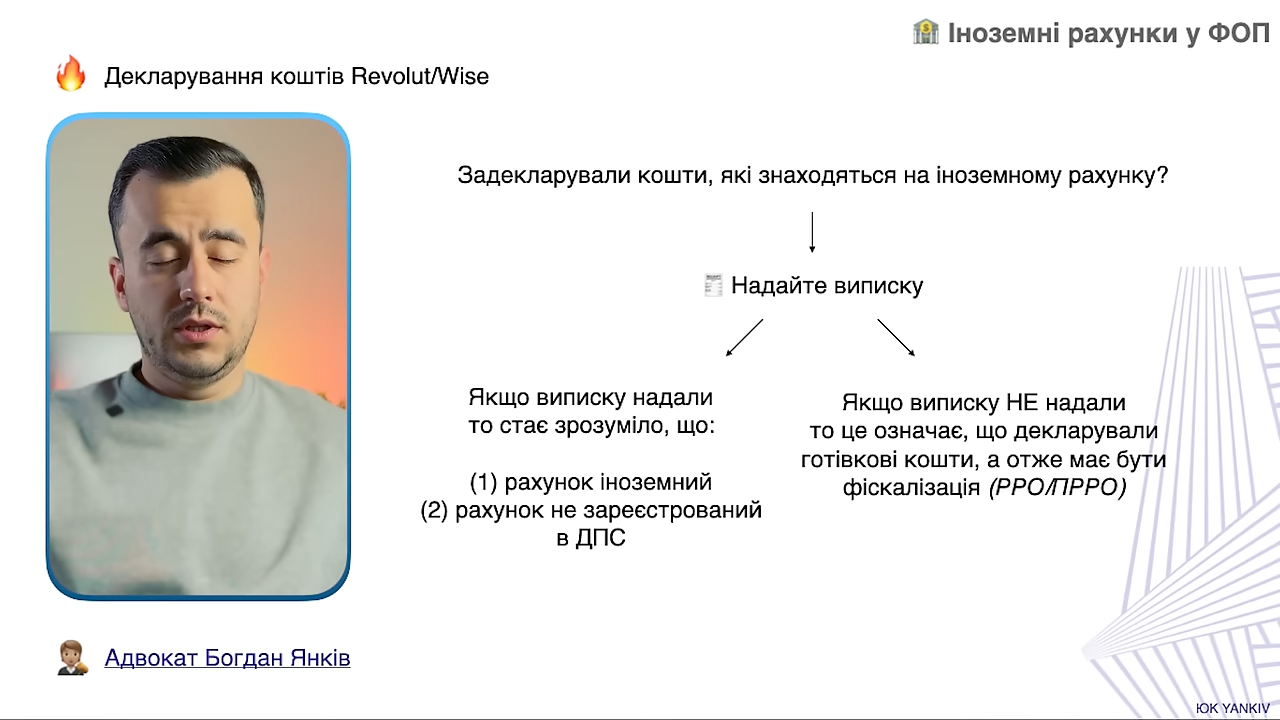 Іноземні рахунки у ФОП
Декларування коштів Revolut/Wise
Задекларували кошти, які знаходяться на іноземному рахунку?
Надайте виписку
Якщо виписку надали
то стає зрозуміло, що:
(1) рахунок іноземний
(2) рахунок не зареєстрований
в ДПС
Якщо виписку НЕ надали
то це означає, що декларували
готівкові кошти, а отже має бути
фіскалізація (РРО/ПРРО)
Адвокат Богдан Янків
ЮК YANKIV